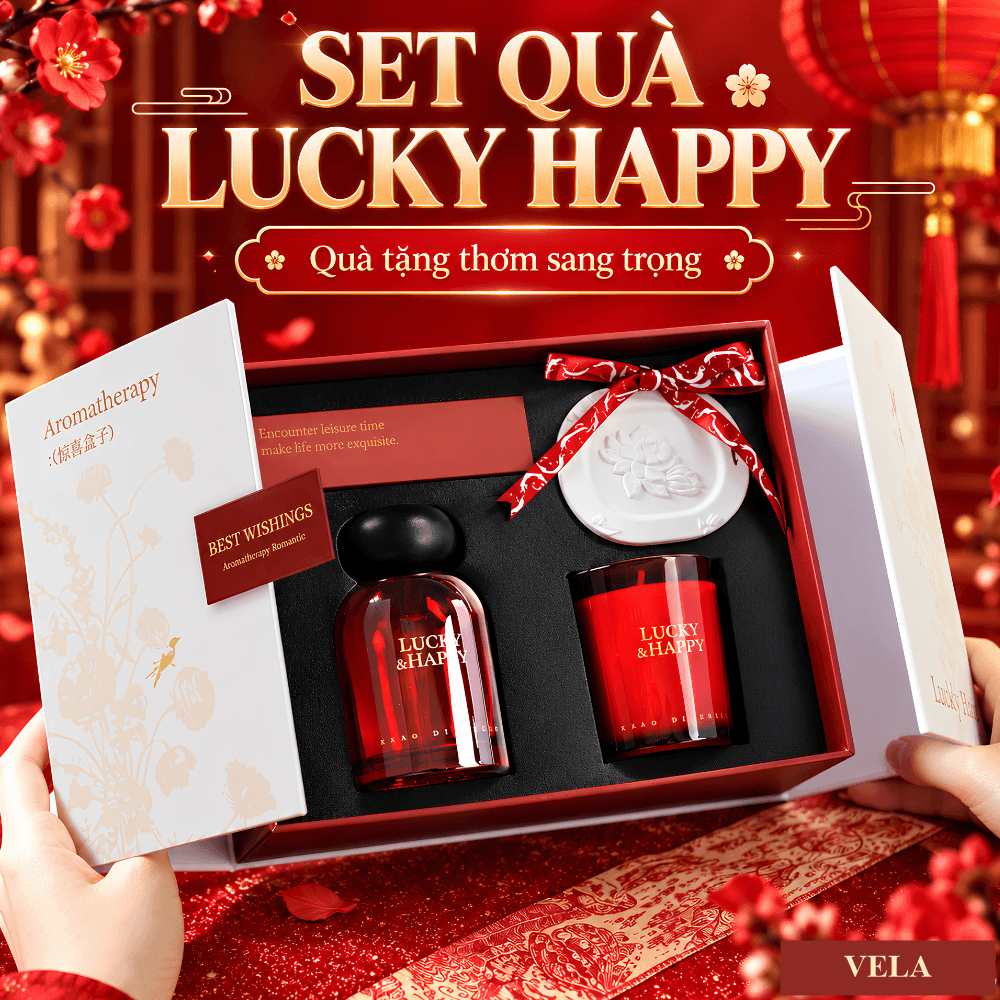 SET QUÀ
LUCKY HAPPY
Quà tặng thơm sang trọng
Aromatherapy
:(惊喜盒子)
Encounter leisure time
make life more exquisite.
BEST WISHINGS
Aromatherapy Romantic
LUCKY
&HAPPY
LUCKY
&HAPPY
Lucky
VELA